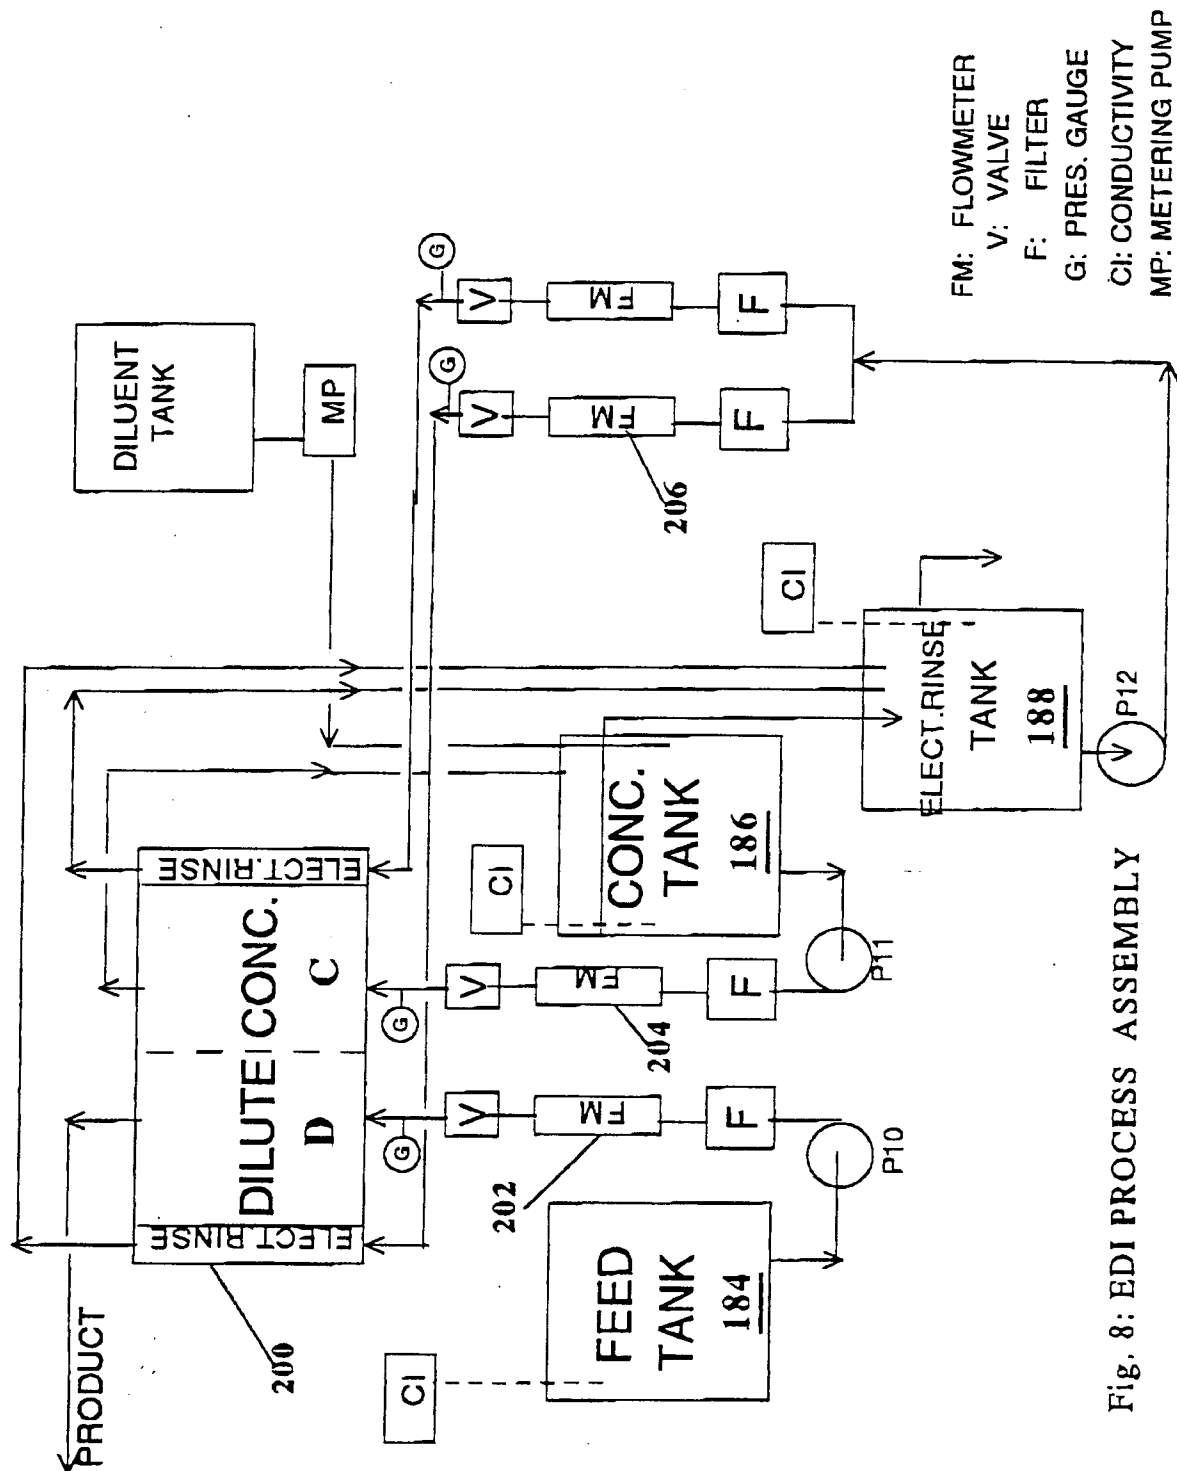 PRODUCT
200
ELECT.RINSE
DILUTE
D
CONC.
C
ELECT.RINSE
DILUENT
TANK
MP
G
G
G
G
V
V
V
V
FM
FM
FM
FM
202
204
206
F
F
F
F
CI
FEED
TANK
184
P10
CI
CONC.
TANK
186
P11
CI
ELECT.RINSE
TANK
188
P12
FM: FLOWMETER
V: VALVE
F: FILTER
G: PRES. GAUGE
CI: CONDUCTIVITY
MP: METERING PUMP
Fig. 8: EDI PROCESS ASSEMBLY